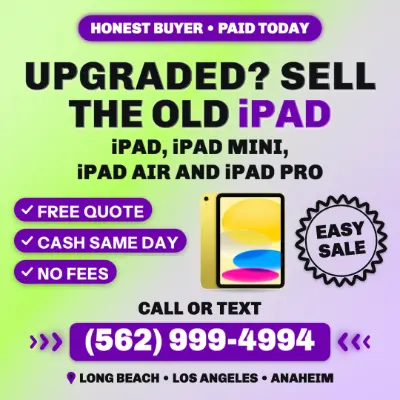 HONEST BUYER • PAID TODAY
UPGRADED? SELL
THE OLD iPAD
iPAD, iPAD MINI,
iPAD AIR AND iPAD PRO
FREE QUOTE
CASH SAME DAY
NO FEES
EASY
SALE
CALL OR TEXT
(562) 999-4994
LONG BEACH • LOS ANGELES • ANAHEIM